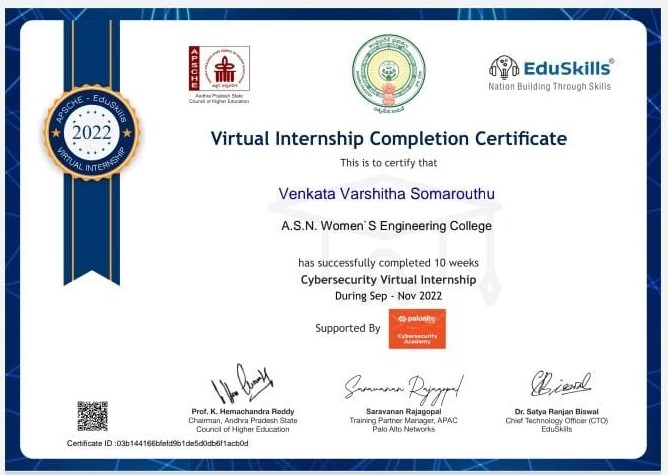 APSCHE
Andhra Pradesh State
Council of Higher Education
EduSkills®
Nation Building Through Skills
APSCHE - EduSkills
2022
VIRTUAL INTERNSHIP
Virtual Internship Completion Certificate
This is to certify that
Venkata Varshitha Somarouthu
A.S.N. Women`S Engineering College
has successfully completed 10 weeks
Cybersecurity Virtual Internship
During Sep - Nov 2022
Supported By
paloalto
Cybersecurity
Academy
Saravanan Rajagopal
Prof. K. Hemachandra Reddy
Chairman, Andhra Pradesh State
Council of Higher Education
Saravanan Rajagopal
Training Partner Manager, APAC
Palo Alto Networks
Dr. Satya Ranjan Biswal
Chief Technology Officer (CTO)
EduSkills
Certificate ID :03b144166bfefd9b1de5d0db6f1acb0d